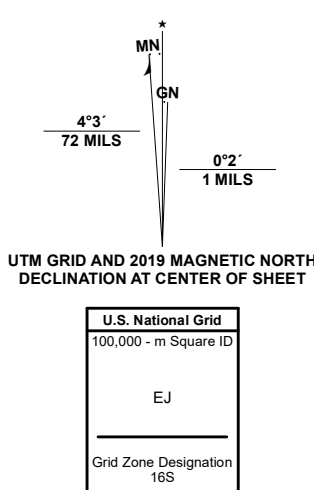 MN
GN
4°3´
72 MILS
0°2´
1 MILS
UTM GRID AND 2019 MAGNETIC NORTH
DECLINATION AT CENTER OF SHEET
U.S. National Grid
100,000 - m Square ID
EJ
Grid Zone Designation
16S